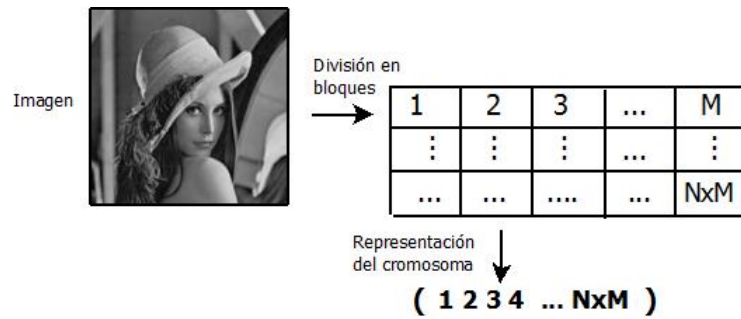 Imagen
División en
bloques
1 2 3 ... M
⋮ ⋮ ⋮ ... ⋮
... ... .... ... NxM
Representación
del cromosoma
( 1 2 3 4 ... NxM )